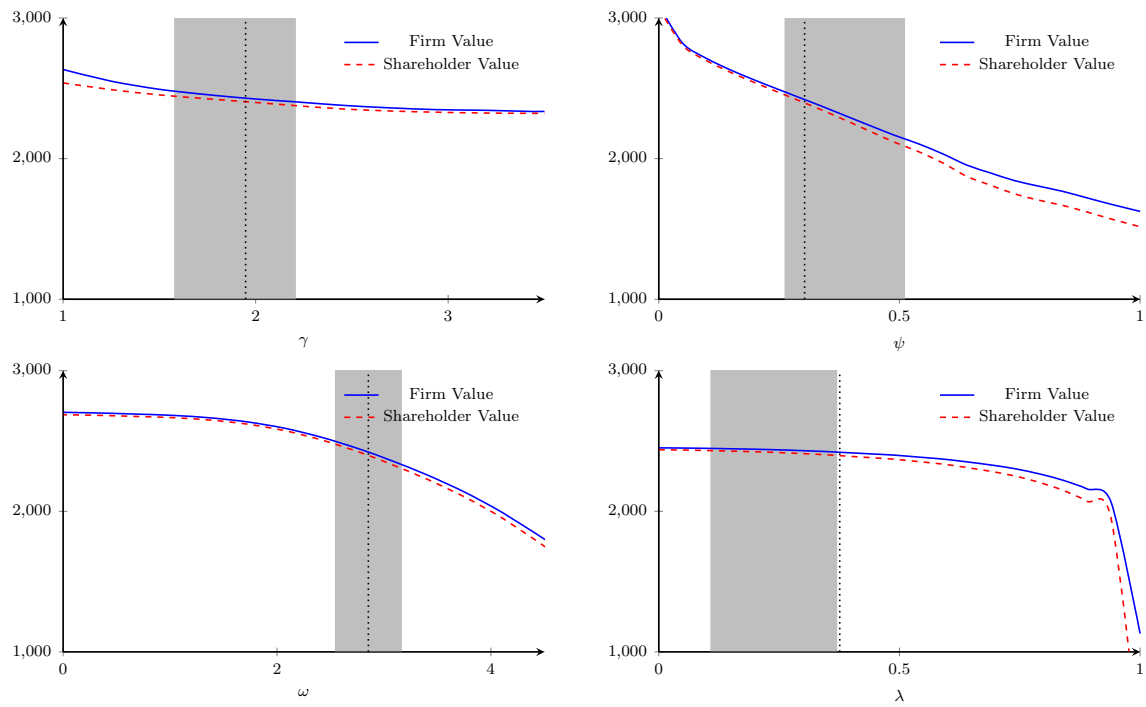 3,000
2,000
1,000
1
2
3
γ
Firm Value
Shareholder Value
3,000
2,000
1,000
0
0.5
1
ψ
Firm Value
Shareholder Value
3,000
2,000
1,000
0
2
4
ω
Firm Value
Shareholder Value
3,000
2,000
1,000
0
0.5
1
λ
Firm Value
Shareholder Value